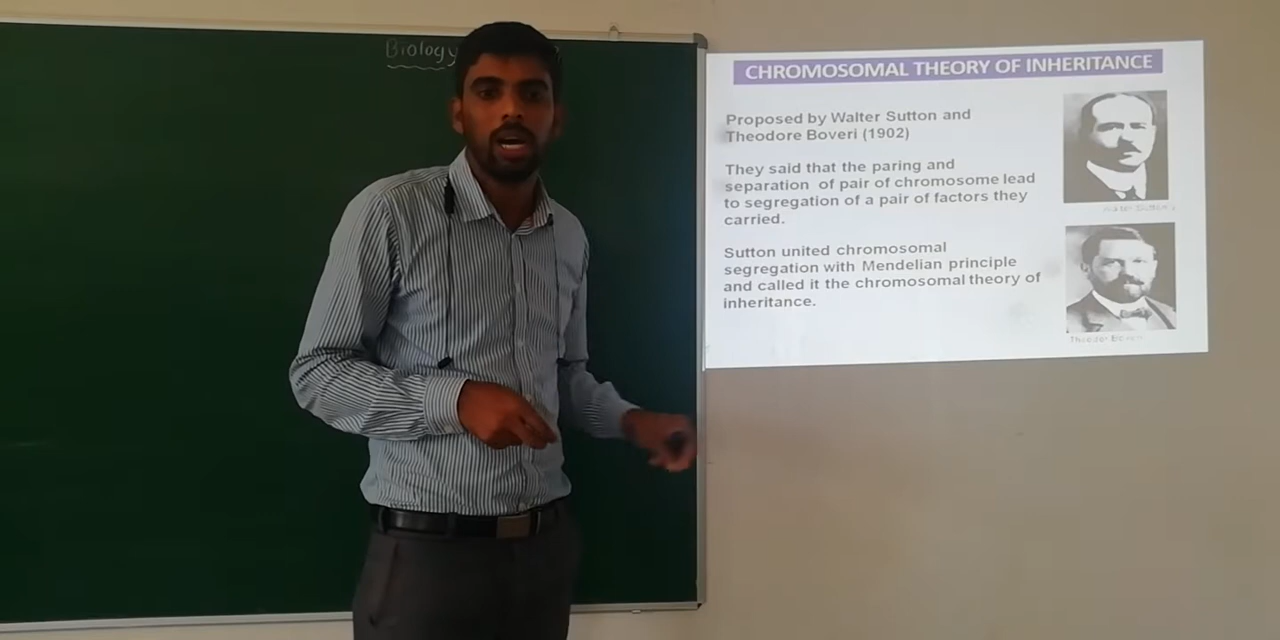 Biology
CHROMOSOMAL THEORY OF INHERITANCE
Proposed by Walter Sutton and
Theodore Boveri (1902)
They said that the paring and
separation of pair of chromosome lead
to segregation of a pair of factors they
carried.
Sutton united chromosomal
segregation with Mendelian principle
and called it the chromosomal theory of
inheritance.